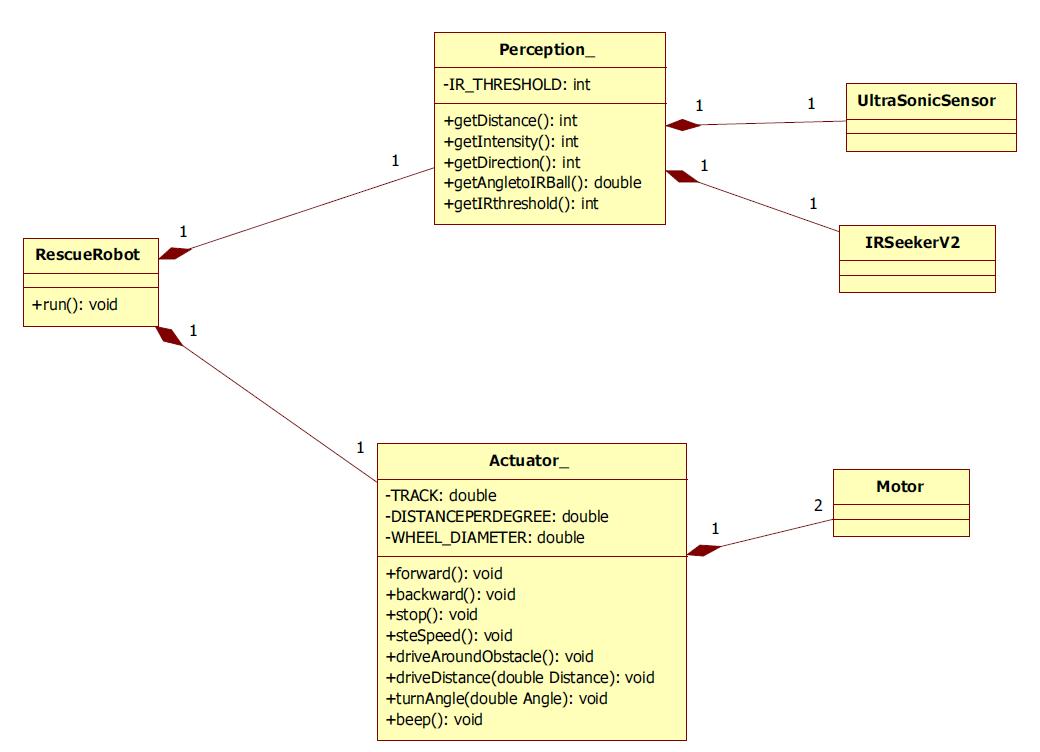 Perception_
-IR_THRESHOLD: int
+getDistance(): int
+getIntensity(): int
+getDirection(): int
+getAngletoIRBall(): double
+getIRthreshold(): int
1
1
UltraSonicSensor
1
1
IRSeekerV2
1
1
RescueRobot
+run(): void
1
1
Actuator_
-TRACK: double
-DISTANCEPERDEGREE: double
-WHEEL_DIAMETER: double
+forward(): void
+backward(): void
+stop(): void
+steSpeed(): void
+driveAroundObstacle(): void
+driveDistance(double Distance): void
+turnAngle(double Angle): void
+beep(): void
1
2
Motor